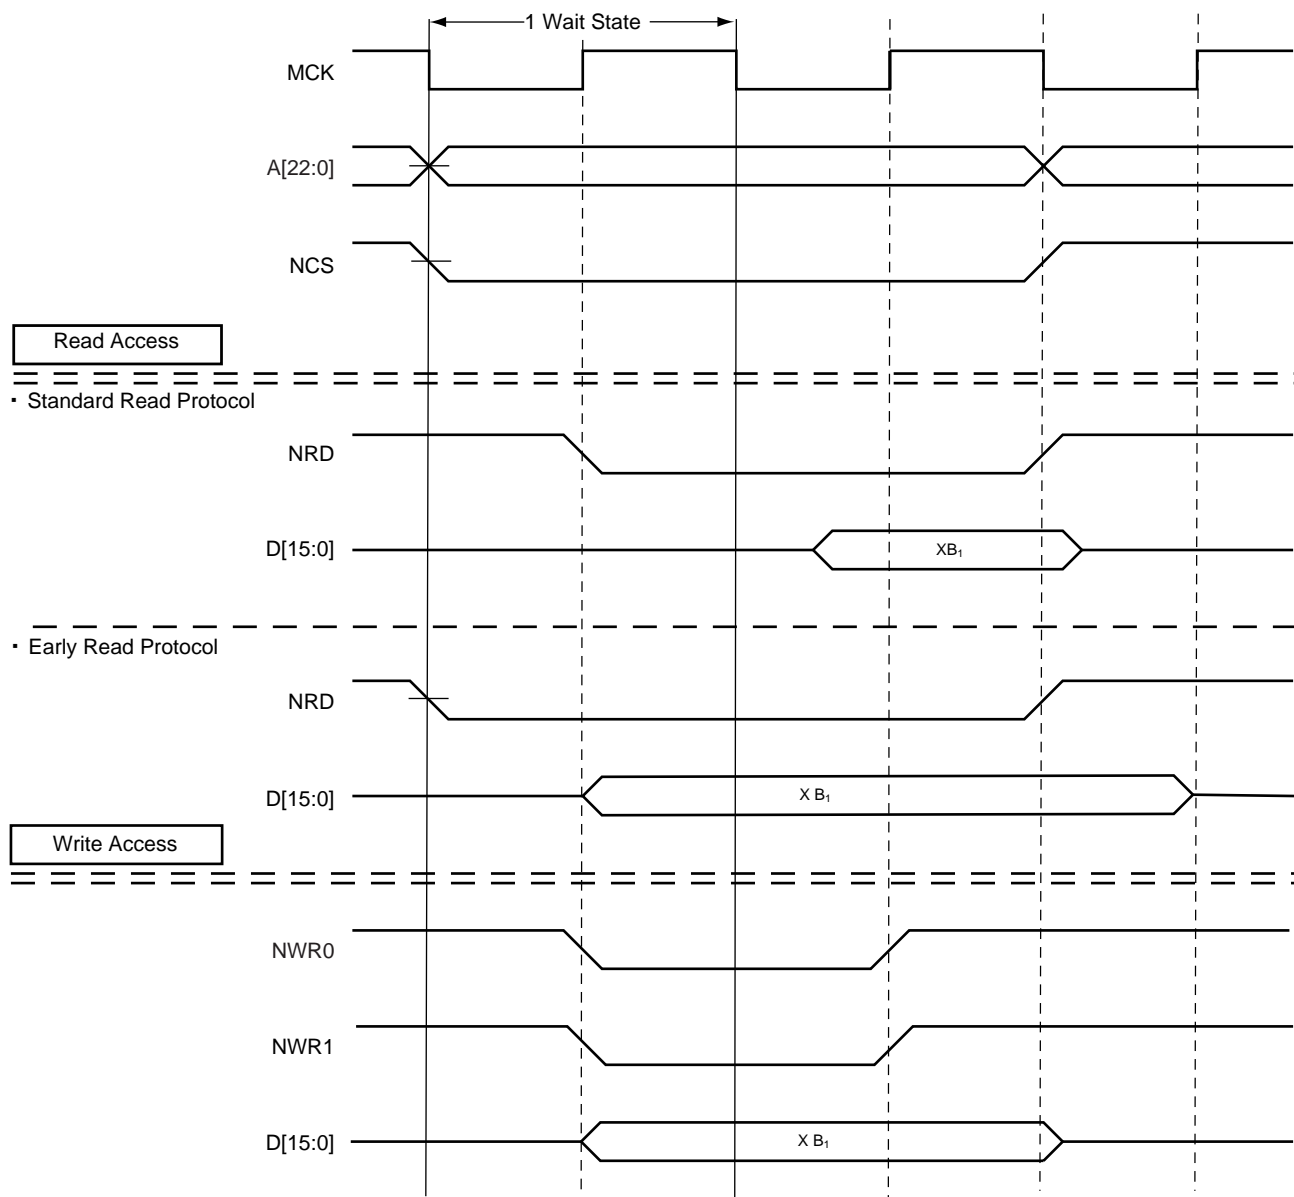 1 Wait State
MCK
A[22:0]
NCS
Read Access
· Standard Read Protocol
NRD
D[15:0]
XB₁
· Early Read Protocol
NRD
D[15:0]
X B₁
Write Access
NWR0
NWR1
D[15:0]
X B₁